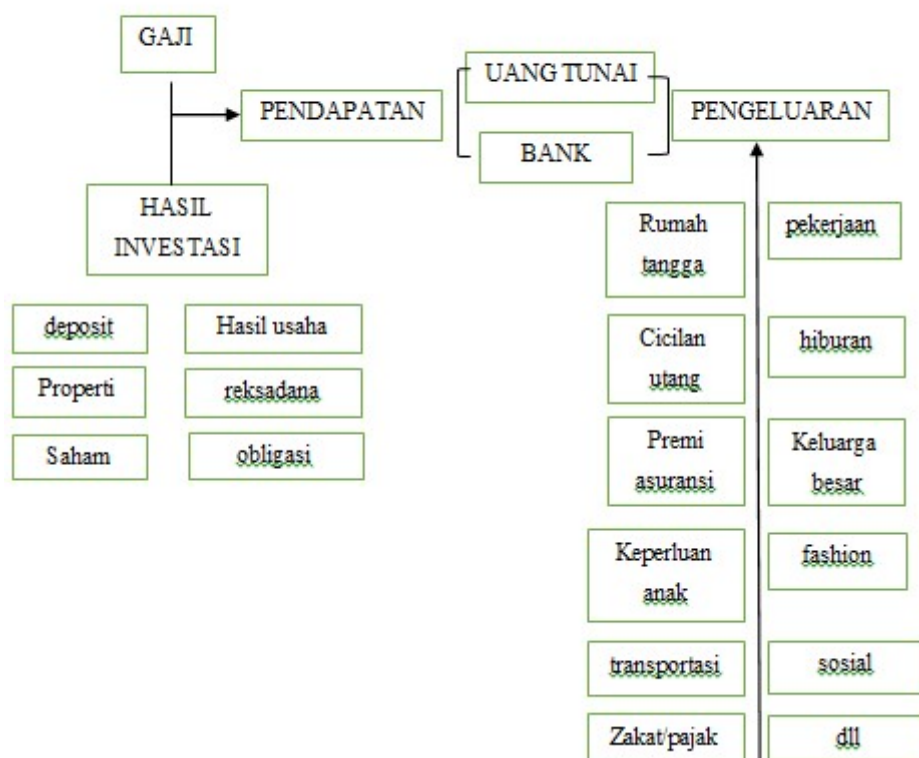 GAJI
UANG TUNAI
PENDAPATAN
PENGELUARAN
BANK
HASIL
INVESTASI
Rumah
tangga
pekerjaan
deposit
Hasil usaha
Cicilan
utang
hiburan
Properti
reksadana
Saham
obligasi
Premi
asuransi
Keluarga
besar
Keperluan
anak
fashion
transportasi
sosial
Zakat/pajak
dll